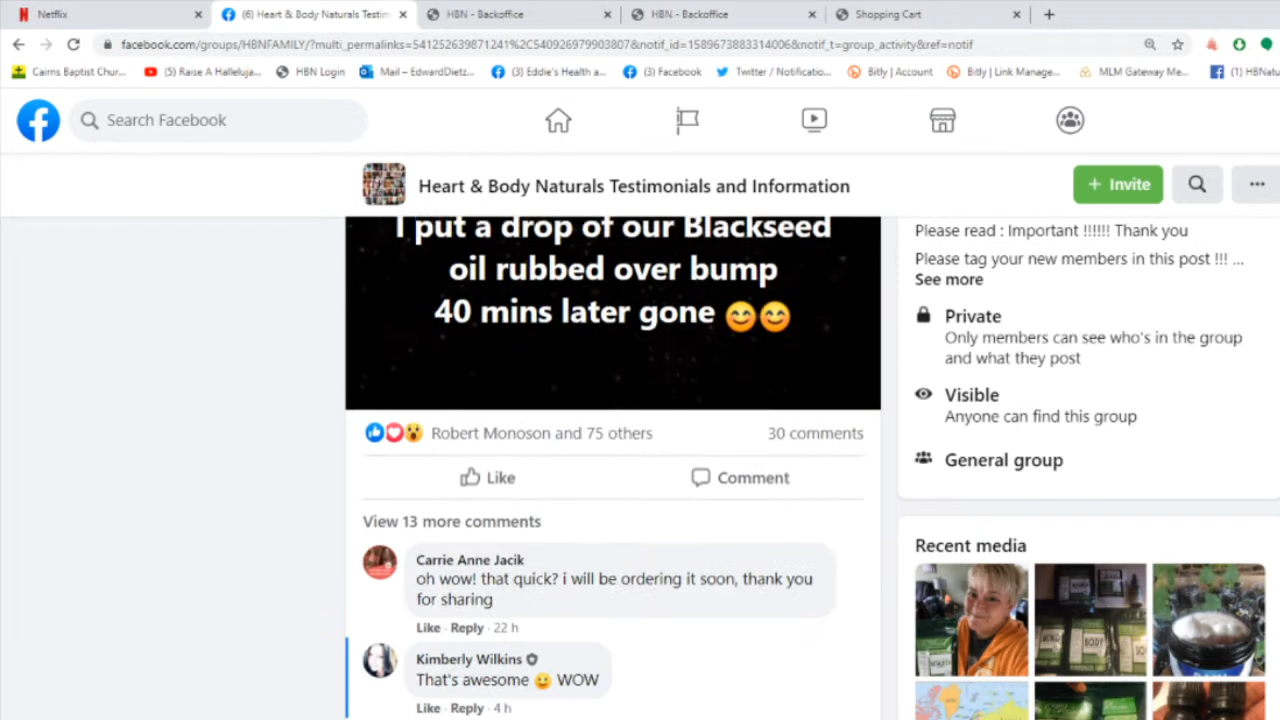 Netflix
(6) Heart & Body Naturals Testim
HBN - Backoffice
HBN - Backoffice
Shopping Cart
facebook.com/groups/HBNFAMILY/?multi_permalinks=541252639871241%2C540926979903807&notif_id=1589673883314006&notif_t=group_activity&ref=notif
Cairns Baptist Chur...
(5) Raise A Halleluja...
HBN Login
Mail – EdwardDietz...
(3) Eddie's Health a...
(3) Facebook
Twitter / Notificatio...
Bitly | Account
Bitly | Link Manage...
MLM Gateway Me...
(1) HBNatu
Search Facebook
Heart & Body Naturals Testimonials and Information
+ Invite
I put a drop of our Blackseed
oil rubbed over bump
40 mins later gone 😊😊
Robert Monoson and 75 others
30 comments
Like
Comment
View 13 more comments
Carrie Anne Jacik
oh wow! that quick? i will be ordering it soon, thank you
for sharing
Like · Reply · 22 h
Kimberly Wilkins
That's awesome 😀 WOW
Like · Reply · 4 h
Please read : Important !!!!!! Thank you
Please tag your new members in this post !!! ...
See more
Private
Only members can see who's in the group
and what they post
Visible
Anyone can find this group
General group
Recent media
BODY